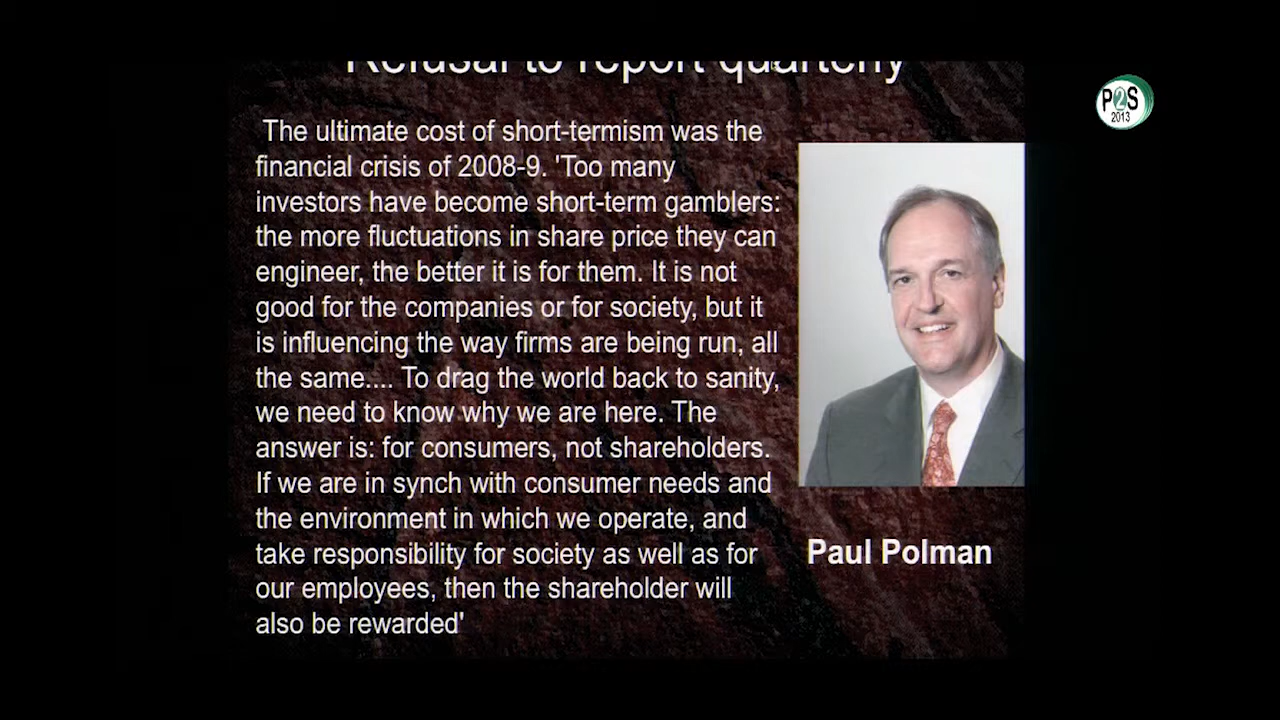 Refusal to report quarterly
The ultimate cost of short-termism was the
financial crisis of 2008-9. 'Too many
investors have become short-term gamblers:
the more fluctuations in share price they can
engineer, the better it is for them. It is not
good for the companies or for society, but it
is influencing the way firms are being run, all
the same.... To drag the world back to sanity,
we need to know why we are here. The
answer is: for consumers, not shareholders.
If we are in synch with consumer needs and
the environment in which we operate, and
take responsibility for society as well as for
our employees, then the shareholder will
also be rewarded'
Paul Polman
P2S
2013